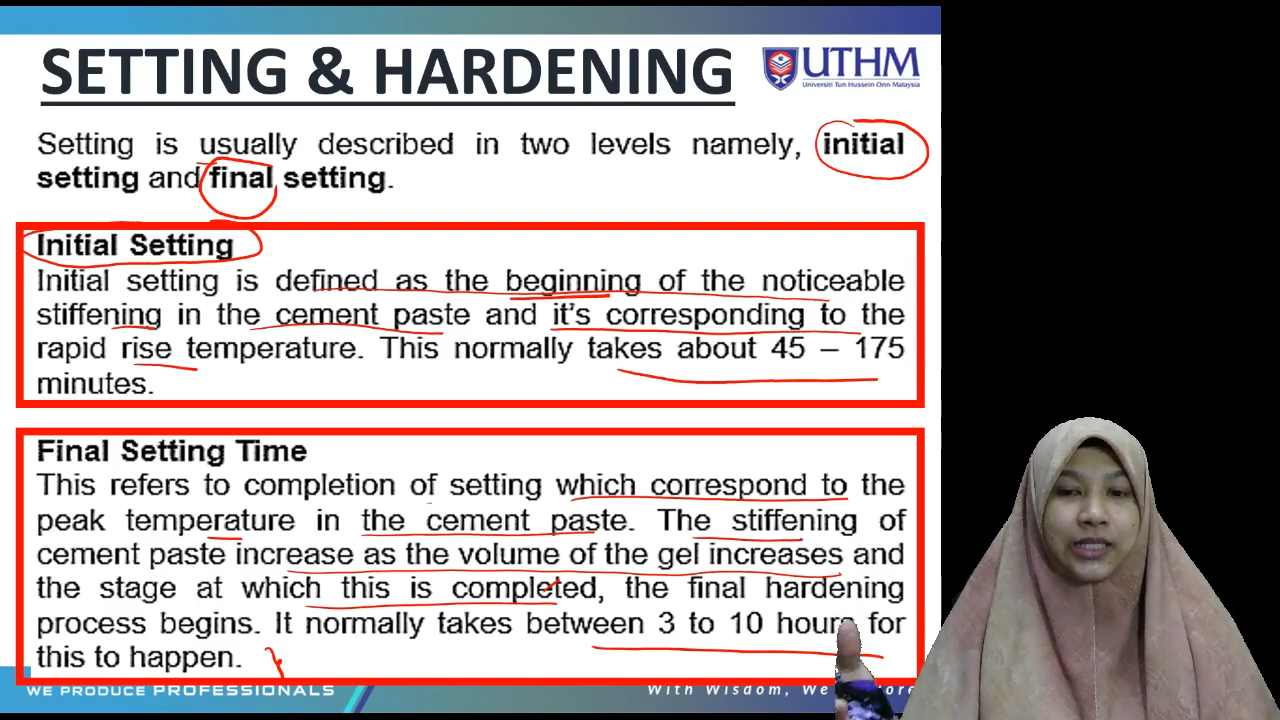 SETTING & HARDENING
UTHM
Universiti Tun Hussein Onn Malaysia
Setting is usually described in two levels namely, initial
setting and final setting.
Initial Setting
Initial setting is defined as the beginning of the noticeable
stiffening in the cement paste and it's corresponding to the
rapid rise temperature. This normally takes about 45 – 175
minutes.
Final Setting Time
This refers to completion of setting which correspond to the
peak temperature in the cement paste. The stiffening of
cement paste increase as the volume of the gel increases and
the stage at which this is completed, the final hardening
process begins. It normally takes between 3 to 10 hours for
this to happen.
WE PRODUCE PROFESSIONALS
With Wisdom, We